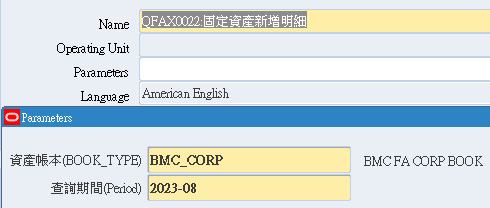 Name QFAX0022:固定資產新增明細
Operating Unit
Parameters
Language American English
Parameters
資產帳本(BOOK_TYPE) BMC_CORP BMC FA CORP BOOK
查詢期間(Period) 2023-08